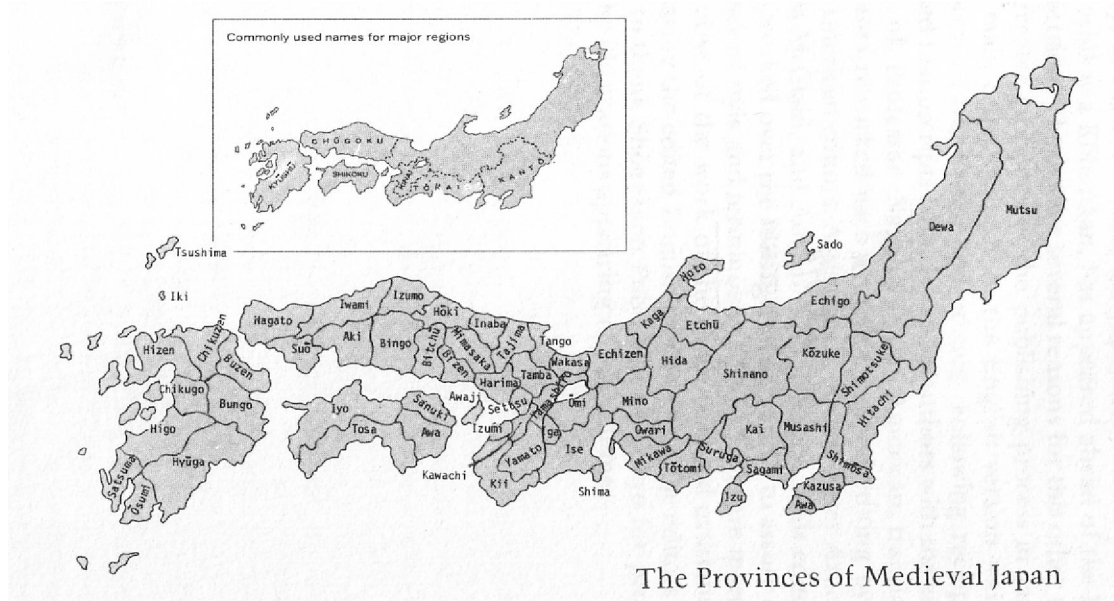 Commonly used names for major regions
CHŪGOKU
KYŪSHŪ
SHIKOKU
KINAI
TŌKAI
KANTŌ
Tsushima
Iki
Sado
Mutsu
Dewa
Noto
Echigo
Kaga
Etchū
Izumo
Iwami
Hōki
Nagato
Inaba
Tajima
Tango
Suō
Aki
Bingo
Bitchū
Mimasaka
Bizen
Harima
Tamba
Wakasa
Echizen
Hida
Shinano
Kōzuke
Shimotsuke
Hitachi
Hizen
Chikuzen
Buzen
Chikugo
Bungo
Higo
Hyūga
Satsuma
Ōsumi
Iyo
Sanuki
Tosa
Awa
Awaji
Settsu
Yamashiro
Ōmi
Mino
Izumi
Iga
Owari
Kai
Musashi
Shimōsa
Kawachi
Yamato
Ise
Mikawa
Tōtomi
Suruga
Sagami
Kii
Shima
Izu
Kazusa
Awa
The Provinces of Medieval Japan